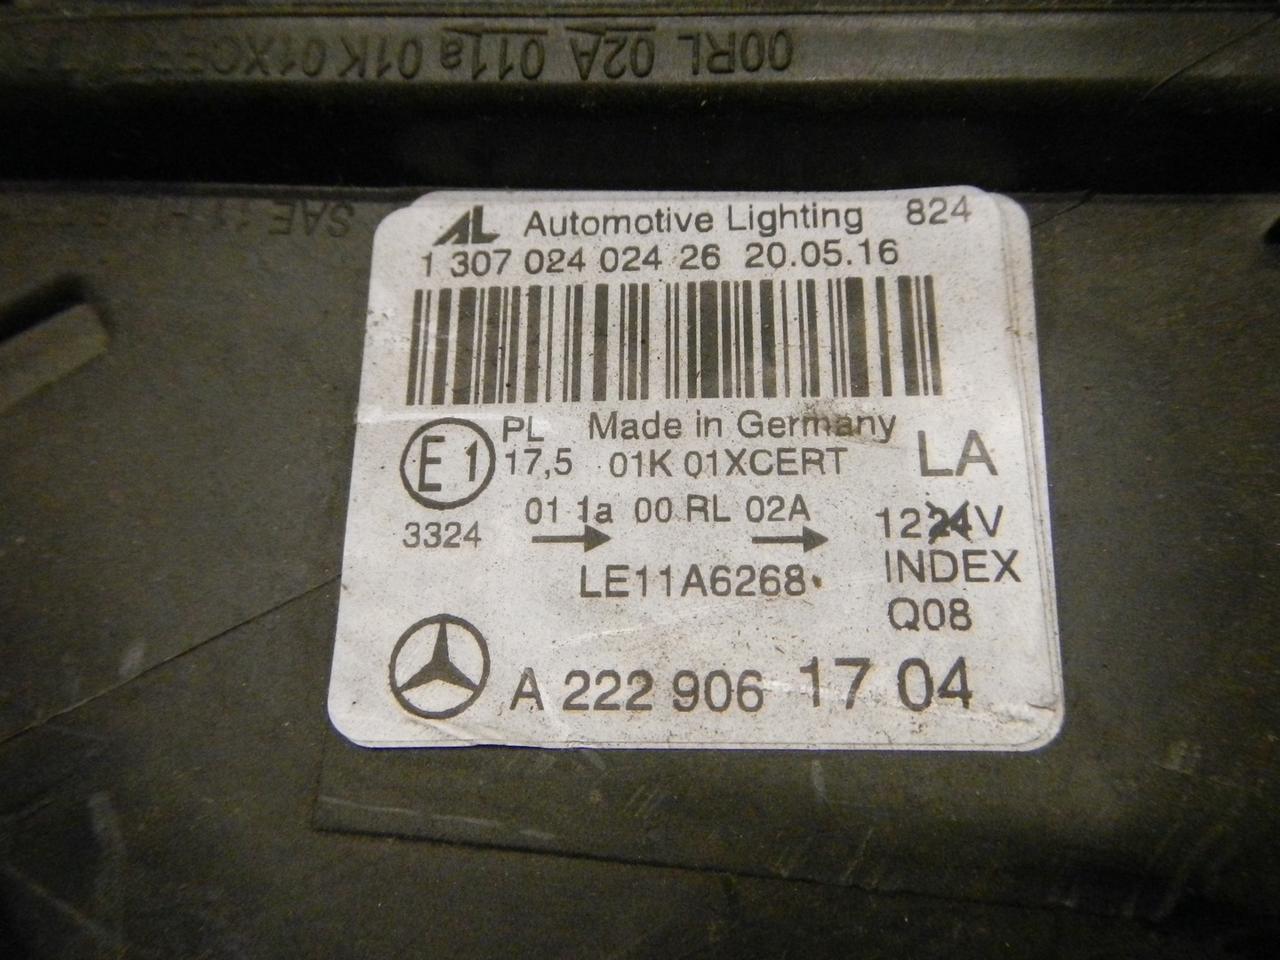 00RL 02A 011a 01K 01XCERT
SAE 11
AL Automotive Lighting 824
1 307 024 024 26 20.05.16
E1 PL Made in Germany LA
17,5 01K 01XCERT
01 1a 00 RL 02A
3324
1224V
LE11A6268
INDEX
Q08
A 222 906 17 04